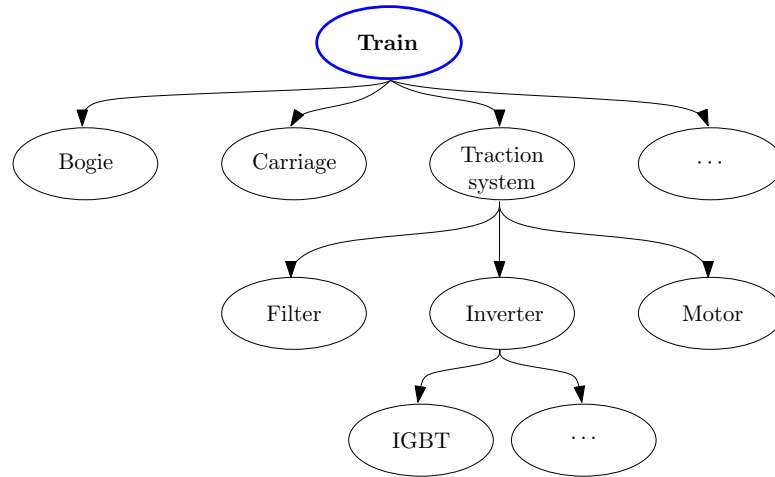 Train
Bogie
Carriage
Traction
system
...
Filter
Inverter
Motor
IGBT
...